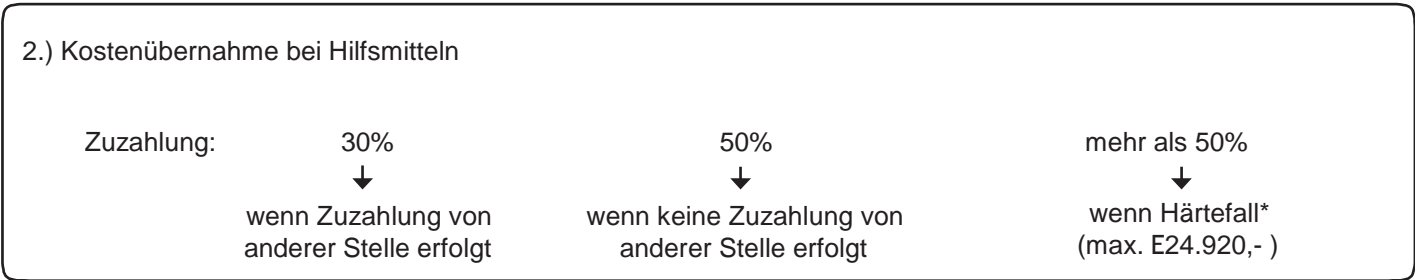 2.) Kostenübernahme bei Hilfsmitteln
Zuzahlung: 30% 50% mehr als 50%
wenn Zuzahlung von wenn keine Zuzahlung von wenn Härtefall*
anderer Stelle erfolgt anderer Stelle erfolgt (max. E24.920,- )